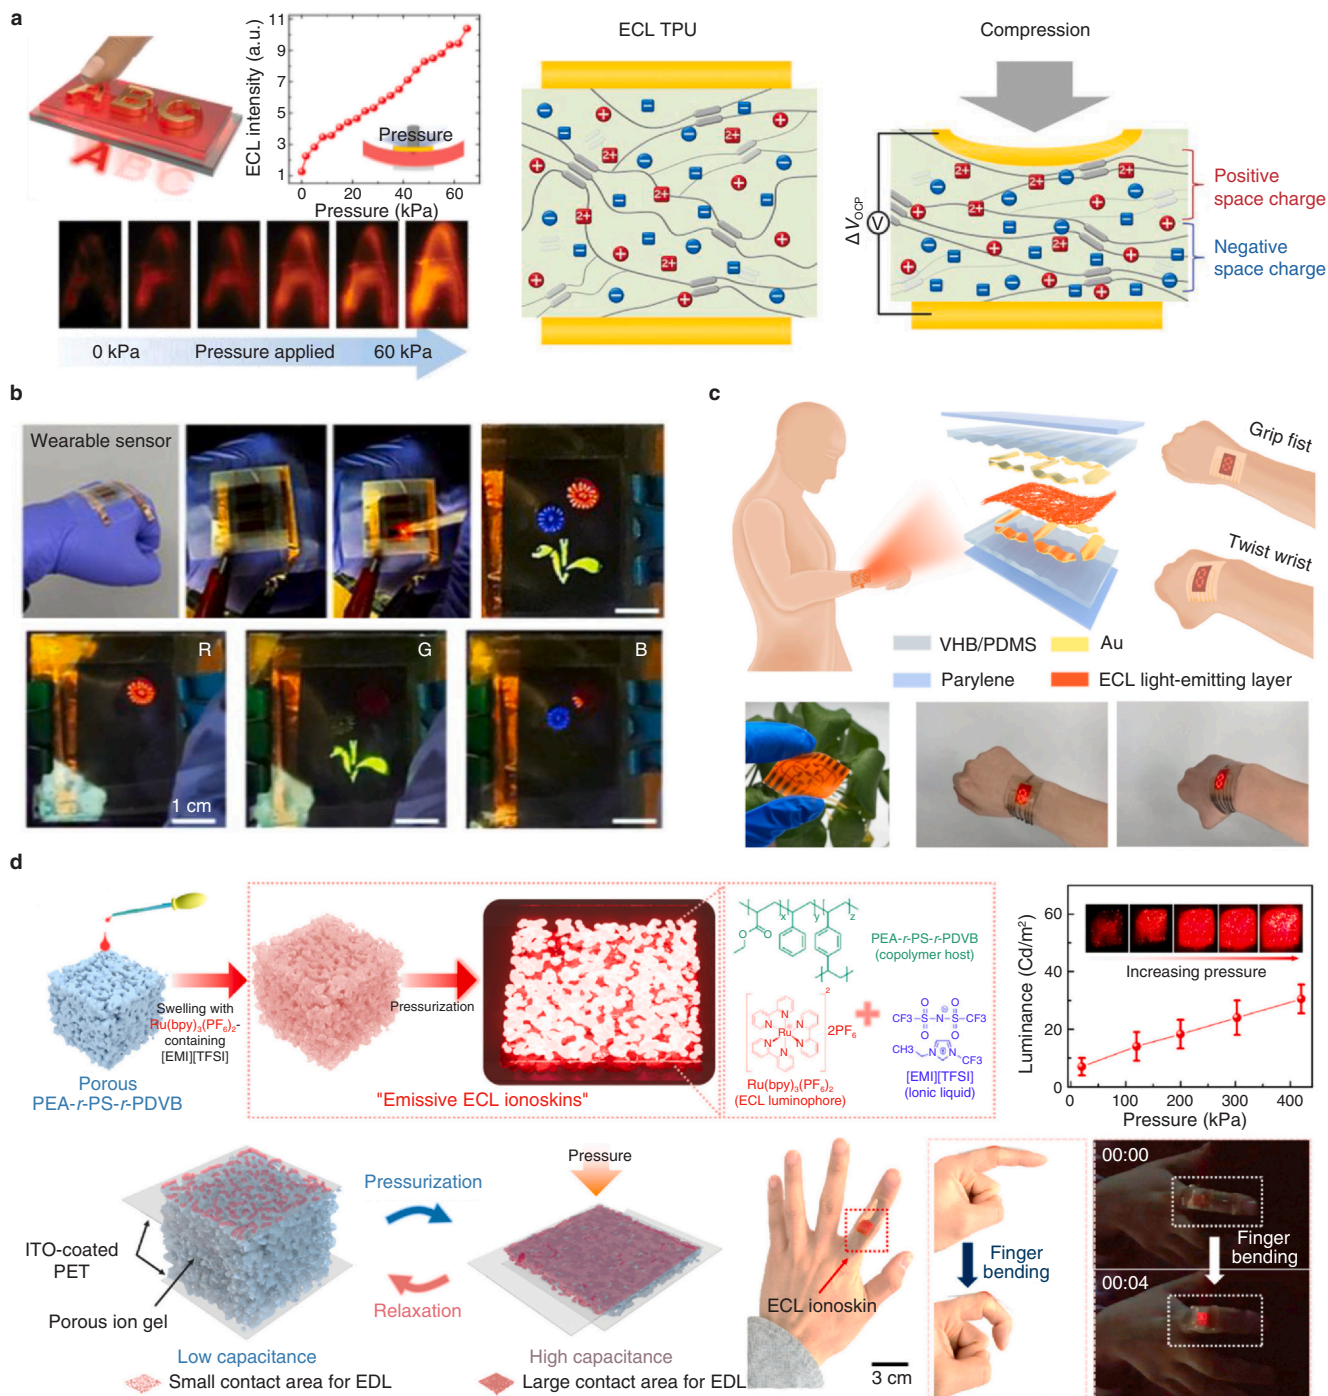 a
ECL intensity (a.u.)
11
9
7
5
3
1
0
20
40
60
Pressure (kPa)
Pressure
A B C
A B C
0 kPa
Pressure applied
60 kPa
ECL TPU
Compression
ΔV_OCP
V
Positive
space charge
Negative
space charge
b
Wearable sensor
R
G
B
1 cm
c
Grip fist
Twist wrist
VHB/PDMS
Au
Parylene
ECL light-emitting layer
d
Swelling with
Ru(bpy)₃(PF₆)₂-
containing
[EMI][TFSI]
Porous
PEA-r-PS-r-PDVB
Pressurization
"Emissive ECL ionoskins"
x
y
z
O
O
PEA-r-PS-r-PDVB
(copolymer host)
2
N
N
N
N
N
N
Ru
2PF₆
Ru(bpy)₃(PF₆)₂
(ECL luminophore)
O
O
CF3
S
N
S
CF3
O
O
CH3
N
N
CF3
[EMI][TFSI]
(Ionic liquid)
Luminance (Cd/m²)
60
40
20
0
Increasing pressure
0
100
200
300
400
Pressure (kPa)
ITO-coated
PET
Porous ion gel
Low capacitance
Small contact area for EDL
Pressurization
Relaxation
Pressure
High capacitance
Large contact area for EDL
ECL ionoskin
3 cm
Finger
bending
00:00
Finger
bending
00:04